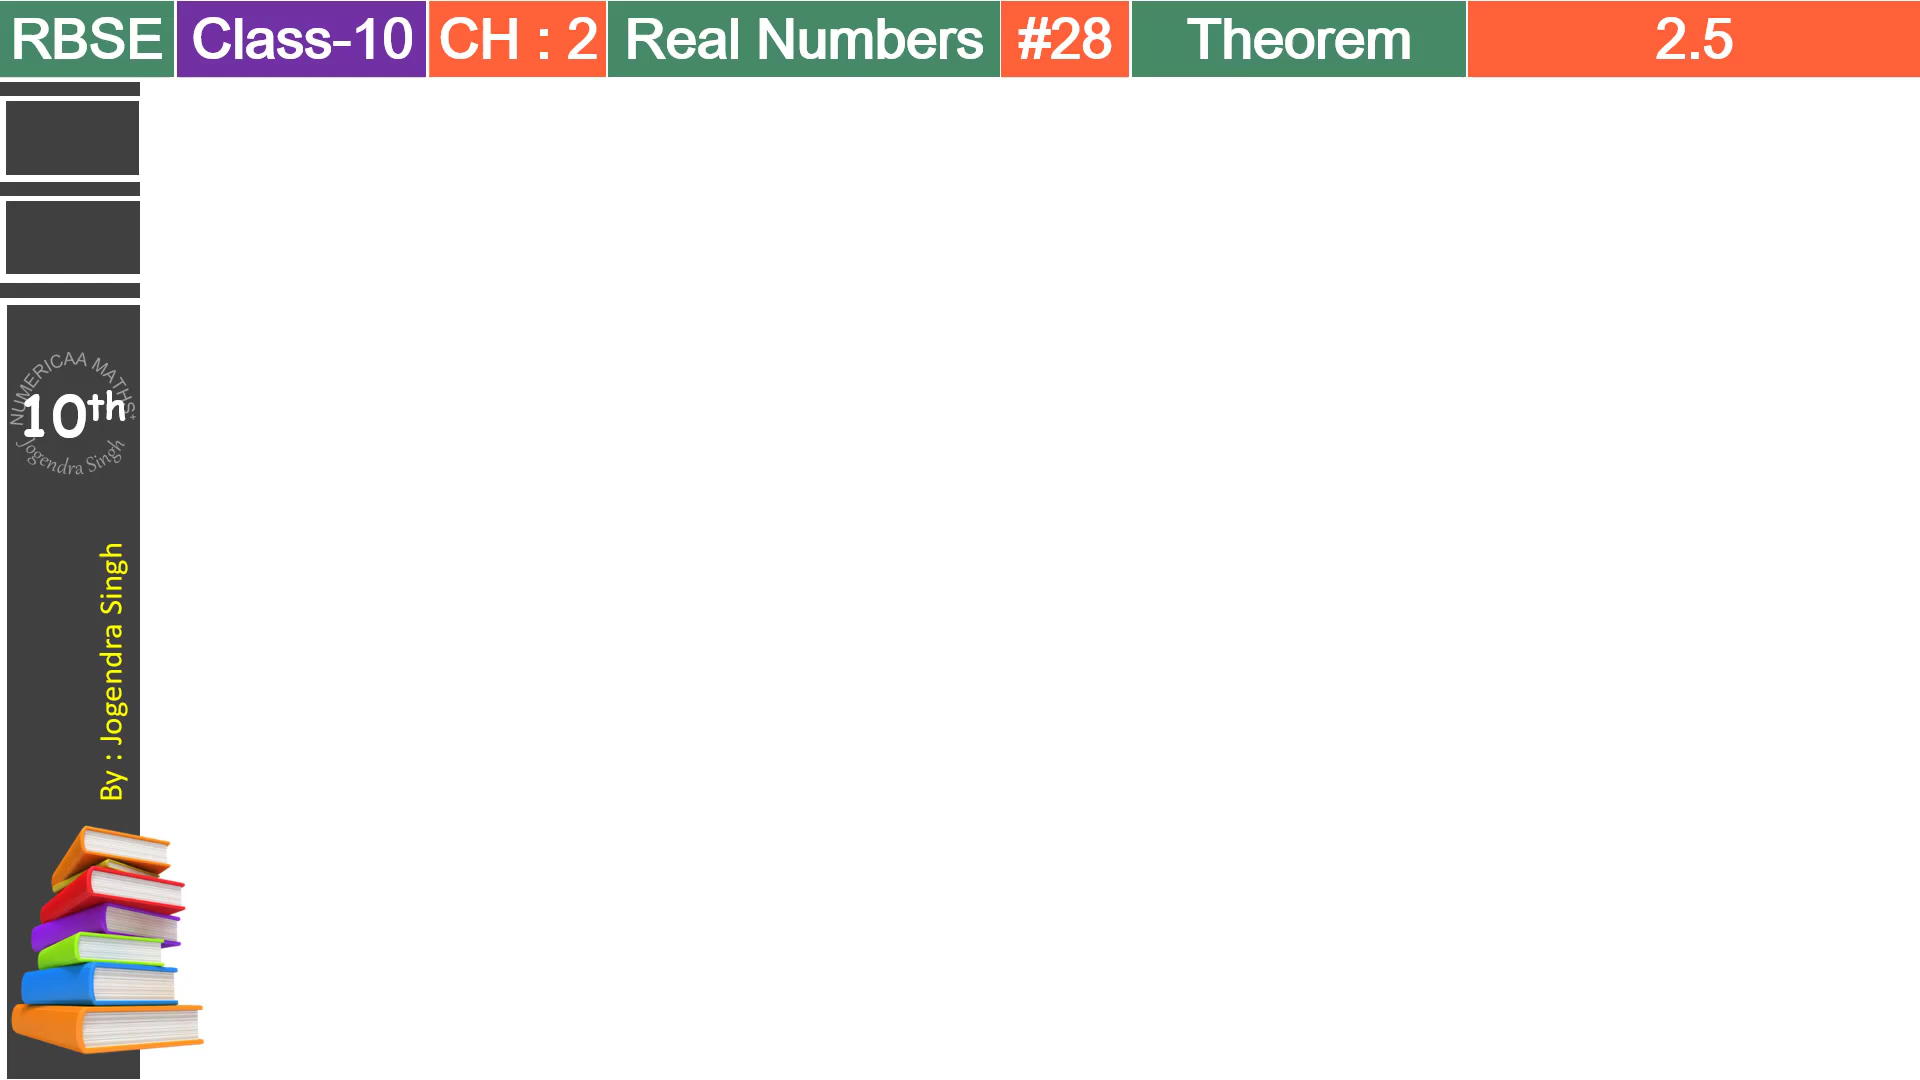 RBSE Class-10 CH : 2 Real Numbers #28 Theorem 2.5
NUMERICAA MATHS+
10th
Jogendra Singh
By : Jogendra Singh